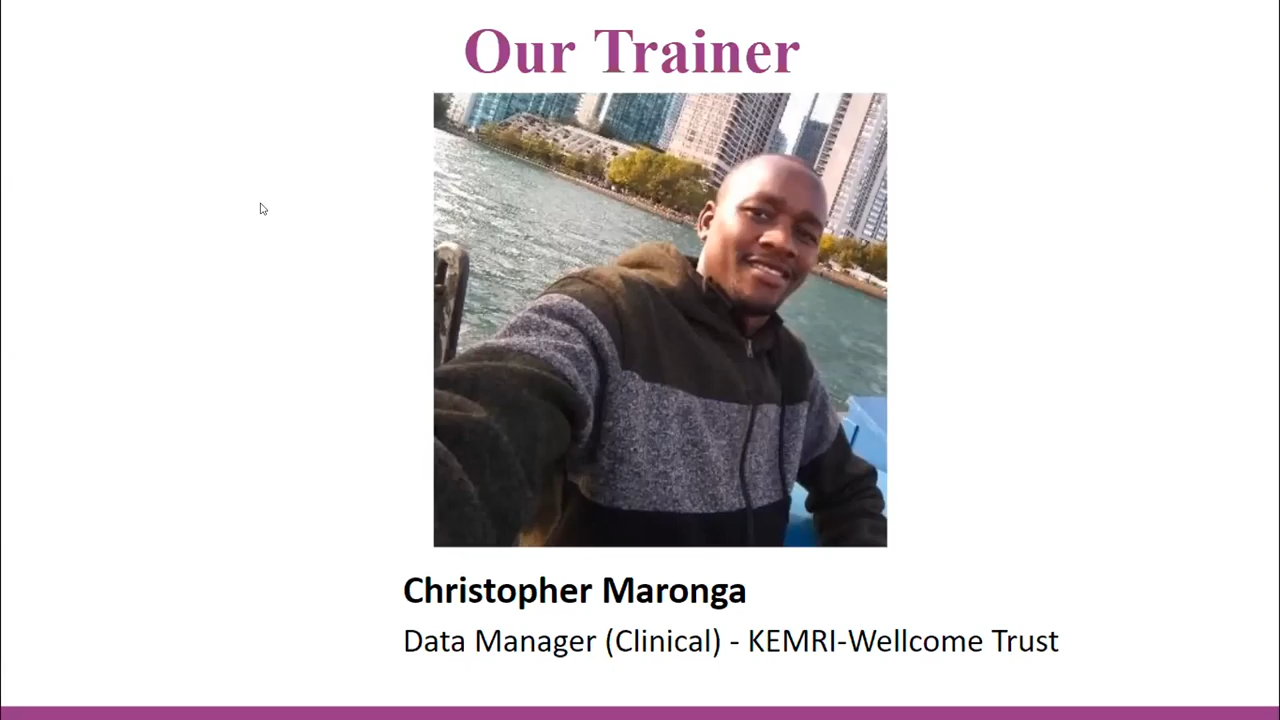 Our Trainer
Christopher Maronga
Data Manager (Clinical) - KEMRI-Wellcome Trust